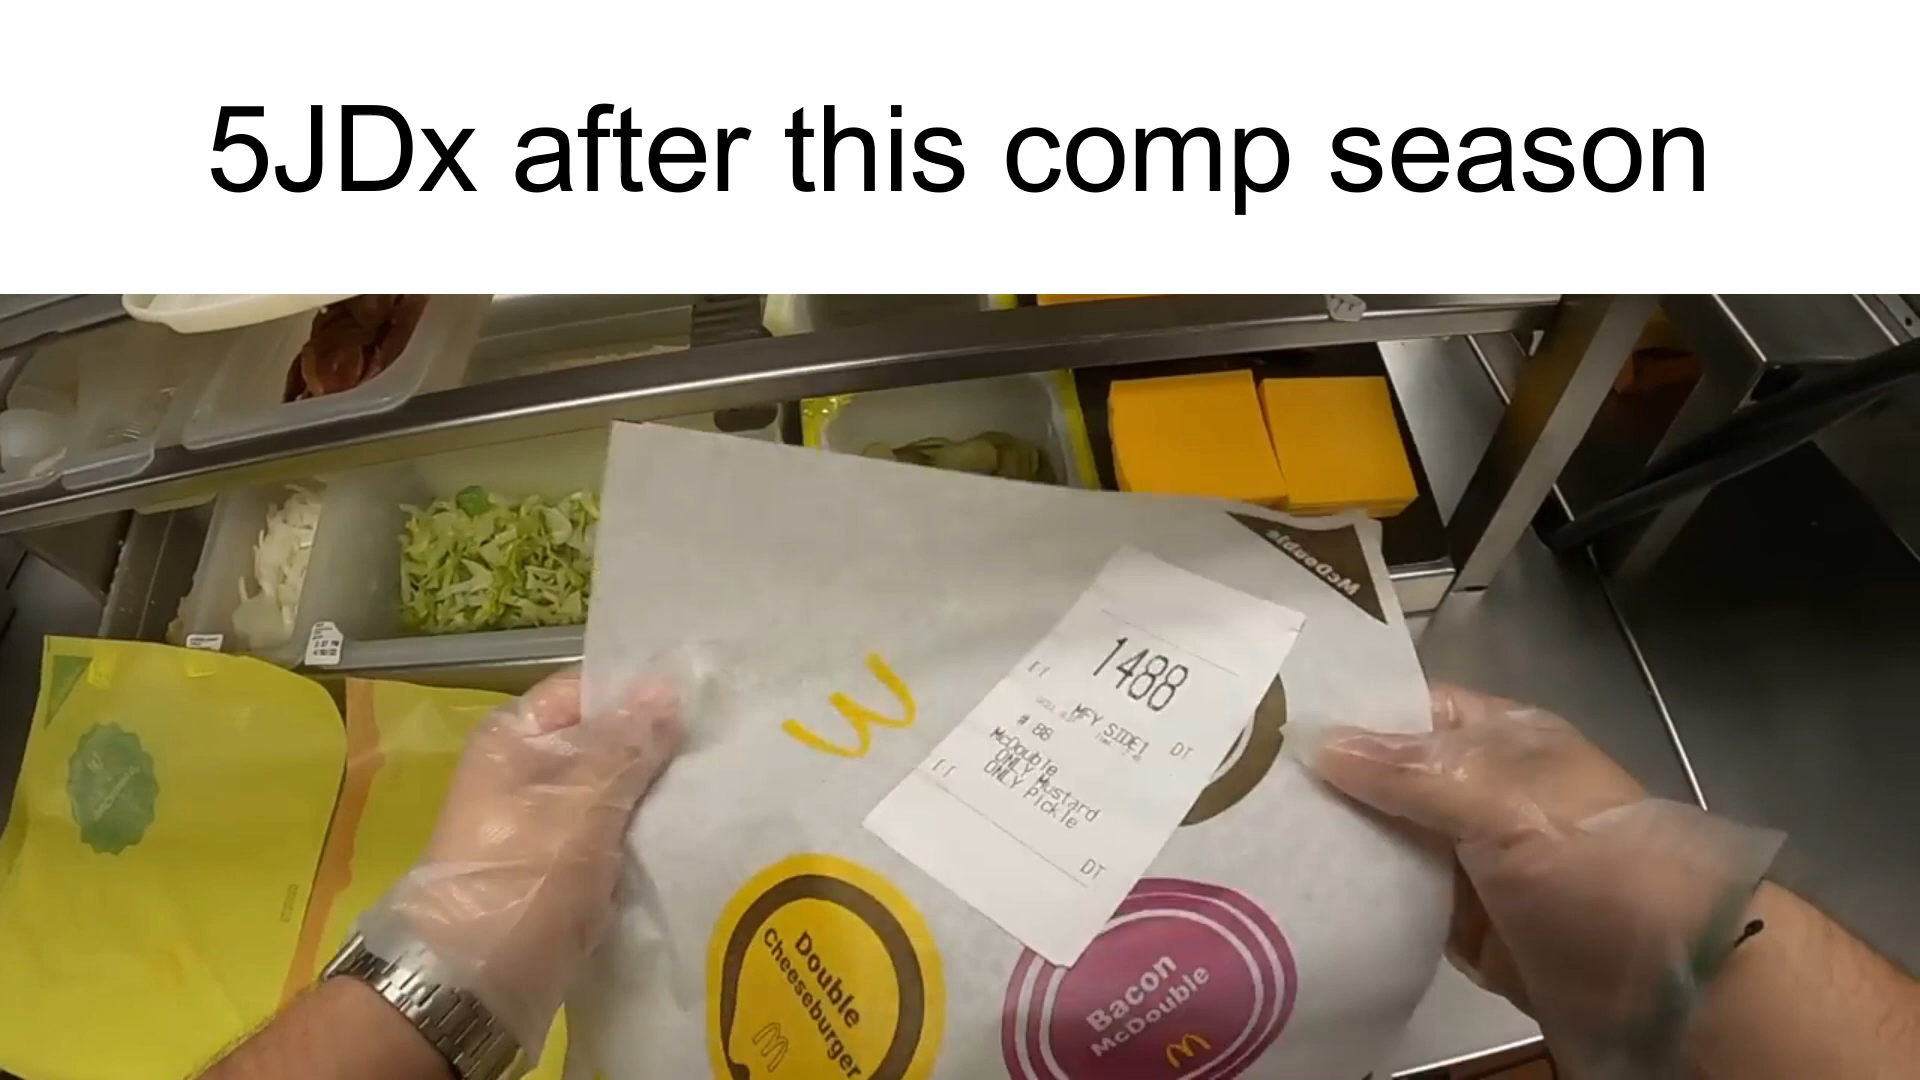 5JDx after this comp season
McDouble
1488
MFY SIDE1 DT
# 88
McDouble
ONLY Mustard
ONLY Pickle
DT
Double
Cheeseburger
Bacon
McDouble